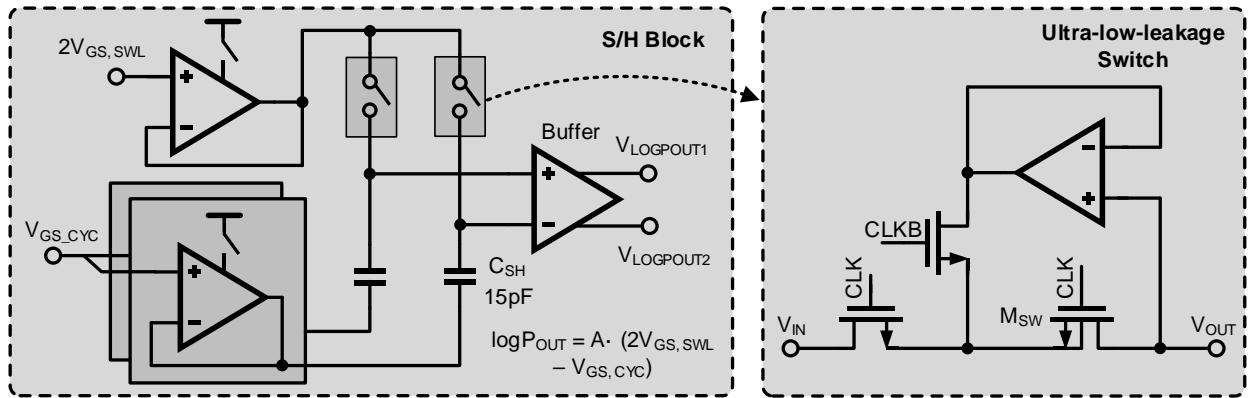 S/H Block
2V_GS, SWL
+
−
Buffer
V_LOGPOUT1
+
−
V_LOGPOUT2
V_GS_CYC
+
−
C_SH
15pF
logP_OUT = A· (2V_GS, SWL
– V_GS, CYC)
Ultra-low-leakage
Switch
-
+
CLKB
CLK
CLK
V_IN
M_SW
V_OUT